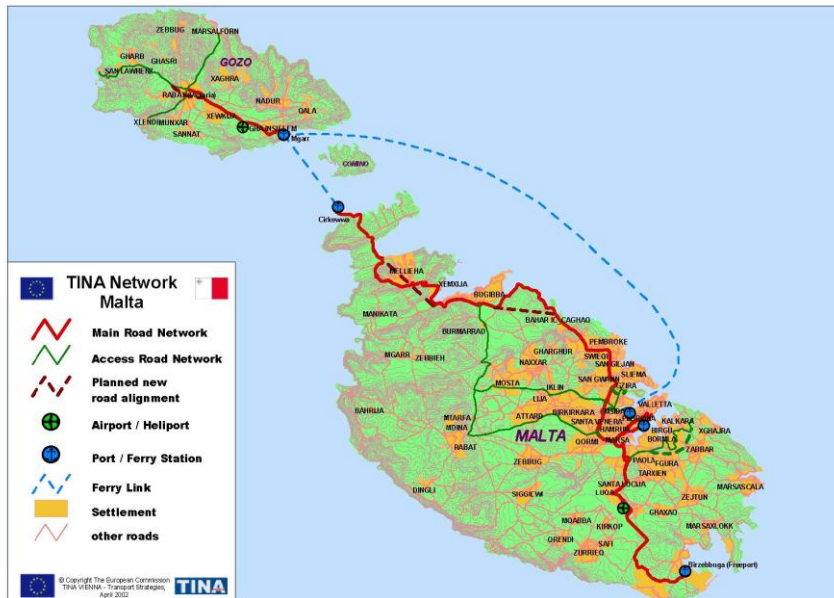 ZEBBUG
MARSALFORN
GOZO
GHARB
GHASRI
SAN LAWRENZ
XAGHRA
RABAT (Victoria)
NADUR
QALA
XEWKIJA
XLENDI
MUNXAR
SANNAT
Mgarr
COMINO
Cirkewwa
MELLIEHA
XEMXIJA
BUGIBBA
MANIKATA
BAHAR IC-CAGHAQ
BURMARRAD
PEMBROKE
MGARR
ZEBBIEH
GHARGHUR
SWIEQI
NAXXAR
SAN GILJAN
SLIEMA
SAN GWANN
GZIRA
MOSTA
IKLIN
LIJA
VALLETTA
BAHRIJA
BIRKIRKARA
KALKARA
MTARFA
ATTARD
SANTA VENERA
HAMRUN
BIRGU
XGHAJRA
MDINA
MALTA
BORMLA
RABAT
QORMI
MARSA
ZABBAR
PAOLA
FGURA
ZEBBUG
TARXIEN
SANTA LUCIJA
MARSASCALA
DINGLI
SIGGIEWI
LUQA
ZEJTUN
GHAXAQ
MQABBA
KIRKOP
MARSAXLOKK
QRENDI
SAFI
ZURRIEQ
Birzebbuga (Freeport)
TINA Network
Malta
Main Road Network
Access Road Network
Planned new
road alignment
Airport / Heliport
Port / Ferry Station
Ferry Link
Settlement
other roads
© Copyright The European Commission
TINA VIENNA - Transport Strategies,
April 2002
TINA